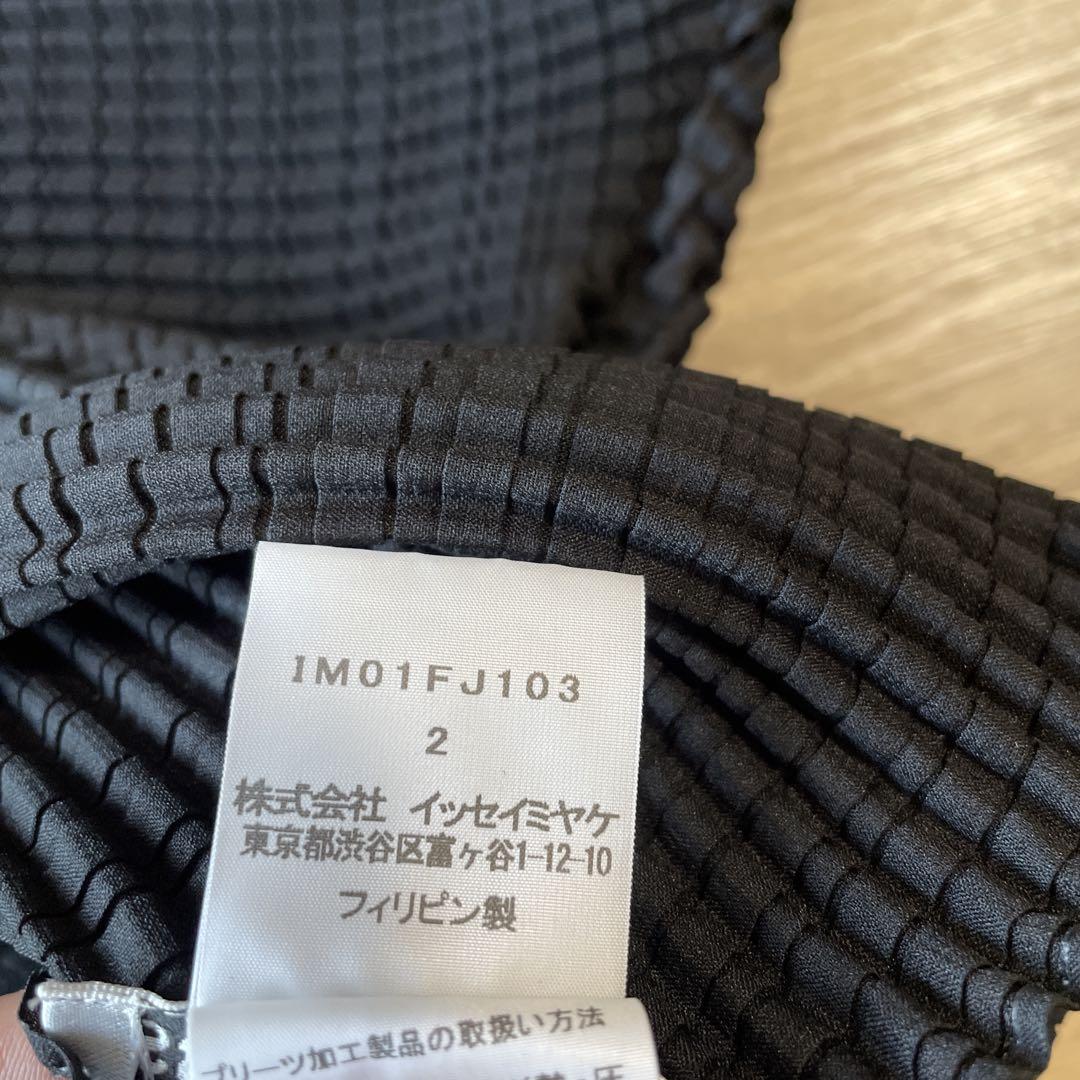 IM01FJ103
2
株式会社 イッセイミヤケ
東京都渋谷区富ヶ谷1-12-10
フィリピン製
プリーツ加工製品の取扱い方法